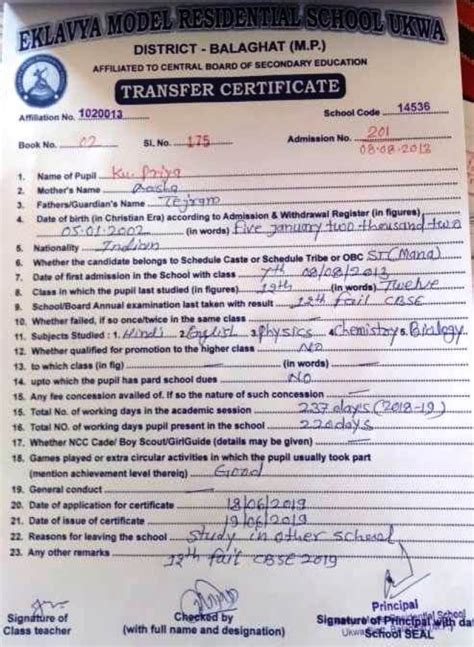 EKLAVYA MODEL RESIDENTIAL SCHOOL UKWA
DISTRICT - BALAGHAT (M.P.)
AFFILIATED TO CENTRAL BOARD OF SECONDARY EDUCATION
TRANSFER CERTIFICATE
Affiliation No. 1020013 School Code 14536
Book No. 02 Sl. No. 175 Admission No. 201
08-08-2013
1. Name of Pupil Ku. Priya
2. Mother's Name Aasha
3. Fathers/Guardian's Name Tejram
4. Date of birth (in Christian Era) according to Admission & Withdrawal Register (in figures)
05.01.2002 (in words) five january two thousand two
5. Nationality Indian
6. Whether the candidate belongs to Schedule Caste or Schedule Tribe or OBC ST (Mana)
7. Date of first admission in the School with class 7th 08/08/2013
8. Class in which the pupil last studied (in figures) 12th (in words) Twelve
9. School/Board Annual examination last taken with result 12th fail CBSE
10. Whether failed, if so once/twice in the same class
11. Subjects Studied : 1. Hindi 2. English 3. Physics 4. Chemistry 5. Biology
12. Whether qualified for promotion to the higher class NO
13. to which class (in fig) (in words)
14. upto which the pupil has pard school dues NO
15. Any fee concession availed of. If so the nature of such concession
15. Total No. of working days in the academic session 237 days (2018-19)
16. Total NO. of working days pupil present in the school 220 days
17. Whether NCC Cade/ Boy Scout/GirlGuide (details may be given)
18. Games played or extra circular activities in which the pupil usually took part
(mention achievement level therein) Good
19. General conduct
20. Date of application for certificate 18/06/2019
21. Date of issue of certificate 19/06/2019
22. Reasons for leaving the school study in other school
23. Any other remarks 12th fail CBSE 2019
Signature of
Class teacher
Checked by
(with full name and designation)
Principal
Signature of Principal with dat
School SEAL